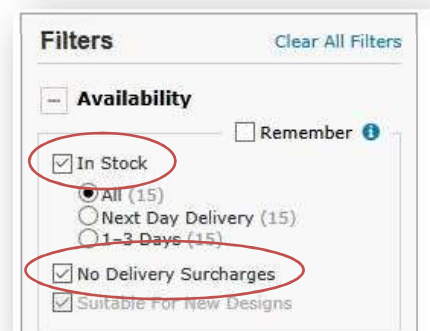 Filters Clear All Filters
Availability
Remember
In Stock
All (15)
Next Day Delivery (15)
1-3 Days (15)
No Delivery Surcharges
Suitable For New Designs